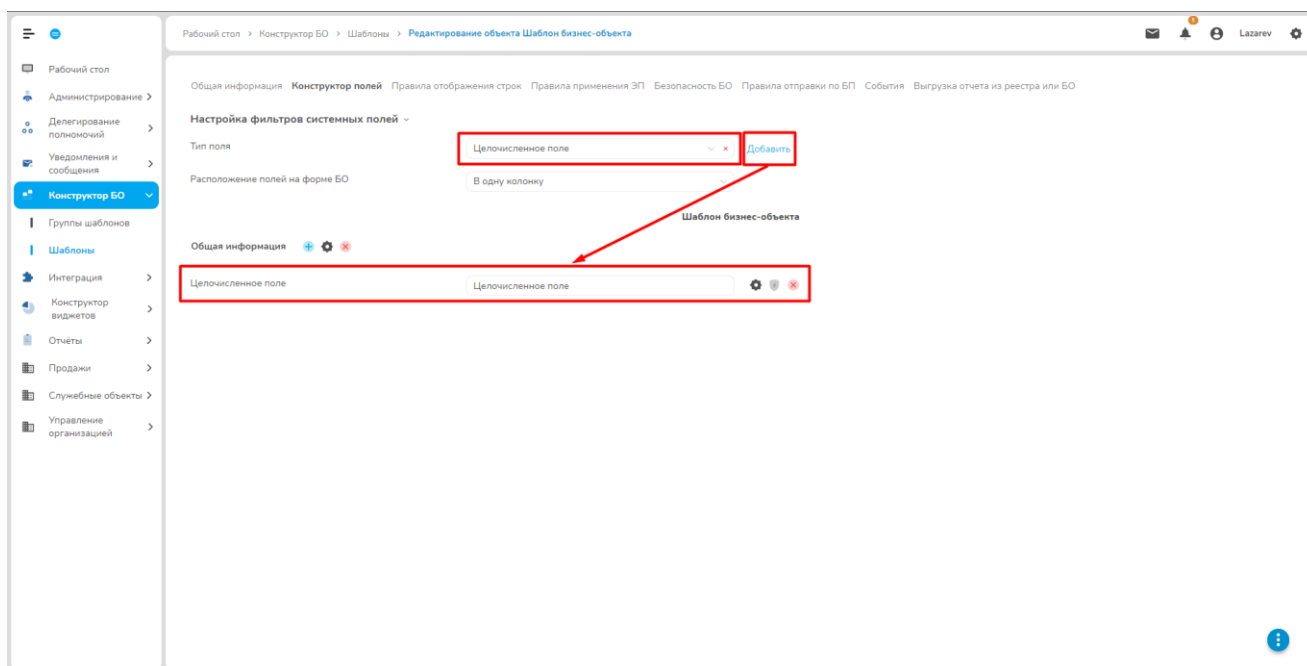 Рабочий стол > Конструктор БО > Шаблоны > Редактирование объекта Шаблон бизнес-объекта
1
Lazarev
Рабочий стол
Администрирование
Делегирование
полномочий
Уведомления и
сообщения
Конструктор БО
Группы шаблонов
Шаблоны
Интеграция
Конструктор
виджетов
Отчёты
Продажи
Служебные объекты
Управление
организацией
Общая информация Конструктор полей Правила отображения строк Правила применения ЭП Безопасность БО Правила отправки по БП События Выгрузка отчета из реестра или БО
Настройка фильтров системных полей
Тип поля Целочисленное поле Добавить
Расположение полей на форме БО В одну колонку
Шаблон бизнес-объекта
Общая информация
Целочисленное поле Целочисленное поле